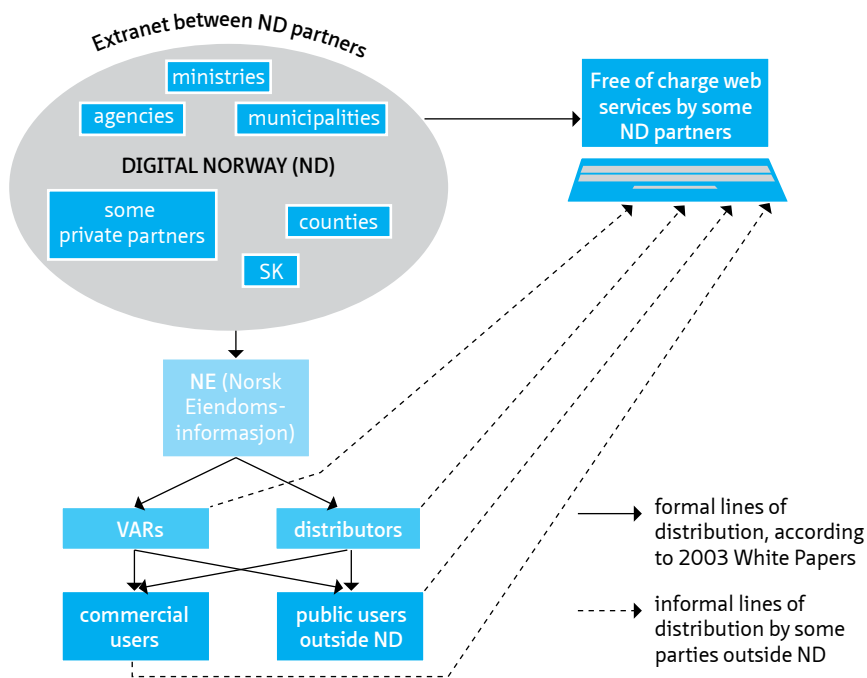 Extranet between ND partners
ministries
agencies
municipalities
DIGITAL NORWAY (ND)
some
private partners
counties
SK
Free of charge web
services by some
ND partners
NE (Norsk
Eiendoms-
informasjon)
VARs
distributors
commercial
users
public users
outside ND
formal lines of
distribution, according
to 2003 White Papers
informal lines of
distribution by some
parties outside ND